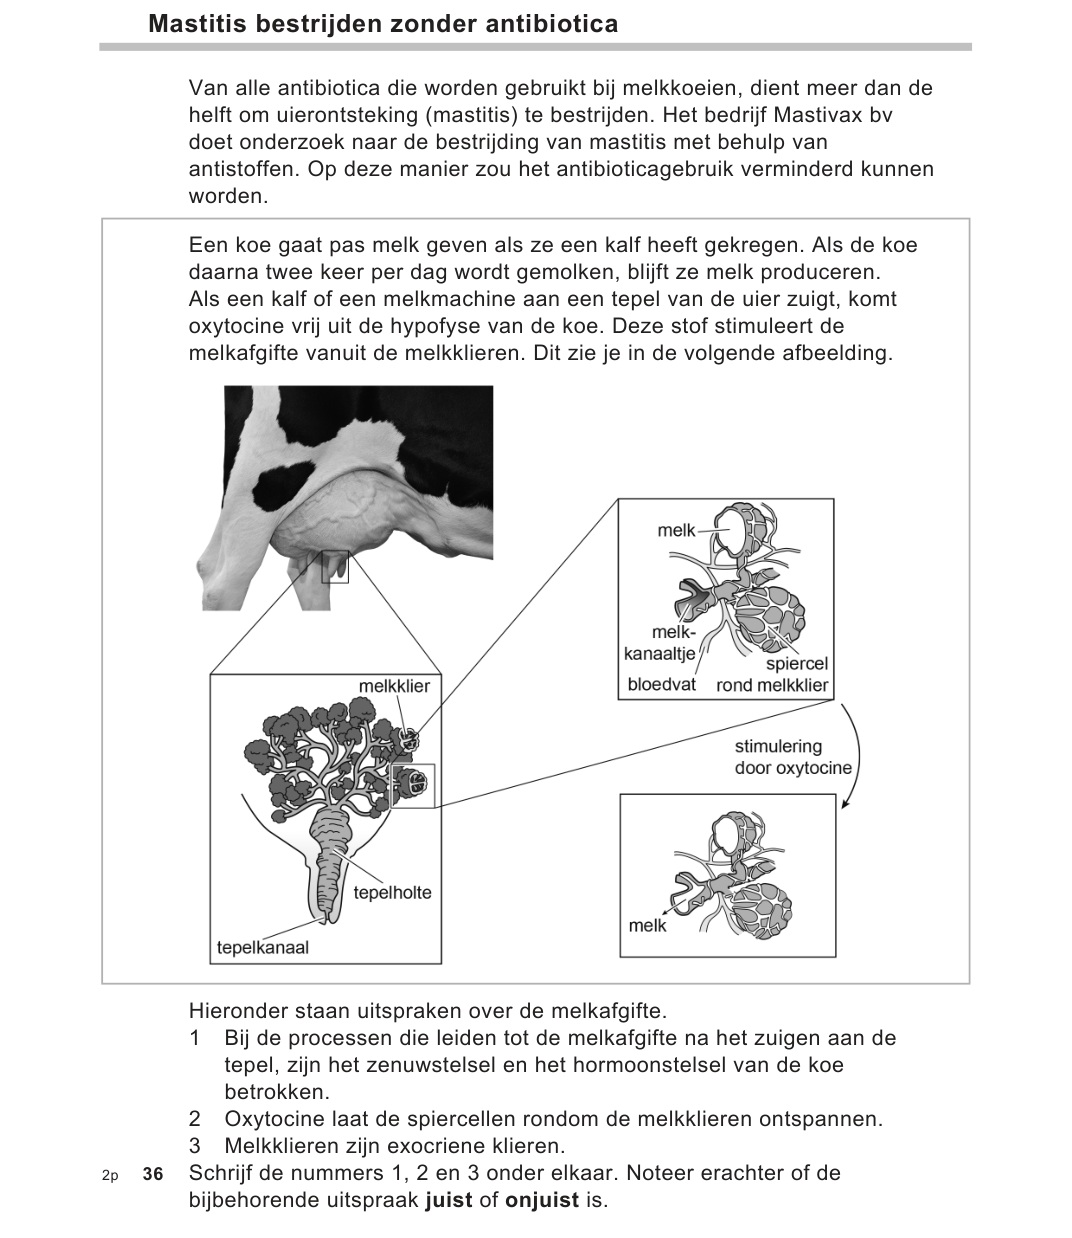 Mastitis bestrijden zonder antibiotica
Van alle antibiotica die worden gebruikt bij melkkoeien, dient meer dan de
helft om uierontsteking (mastitis) te bestrijden. Het bedrijf Mastivax bv
doet onderzoek naar de bestrijding van mastitis met behulp van
antistoffen. Op deze manier zou het antibioticagebruik verminderd kunnen
worden.
Een koe gaat pas melk geven als ze een kalf heeft gekregen. Als de koe
daarna twee keer per dag wordt gemolken, blijft ze melk produceren.
Als een kalf of een melkmachine aan een tepel van de uier zuigt, komt
oxytocine vrij uit de hypofyse van de koe. Deze stof stimuleert de
melkafgifte vanuit de melkklieren. Dit zie je in de volgende afbeelding.
melk
melk-
kanaaltje
spiercel
bloedvat rond melkklier
melkklier
stimulering
door oxytocine
tepelholte
melk
tepelkanaal
Hieronder staan uitspraken over de melkafgifte.
1 Bij de processen die leiden tot de melkafgifte na het zuigen aan de
tepel, zijn het zenuwstelsel en het hormoonstelsel van de koe
betrokken.
2 Oxytocine laat de spiercellen rondom de melkklieren ontspannen.
3 Melkklieren zijn exocriene klieren.
2p 36 Schrijf de nummers 1, 2 en 3 onder elkaar. Noteer erachter of de
bijbehorende uitspraak juist of onjuist is.